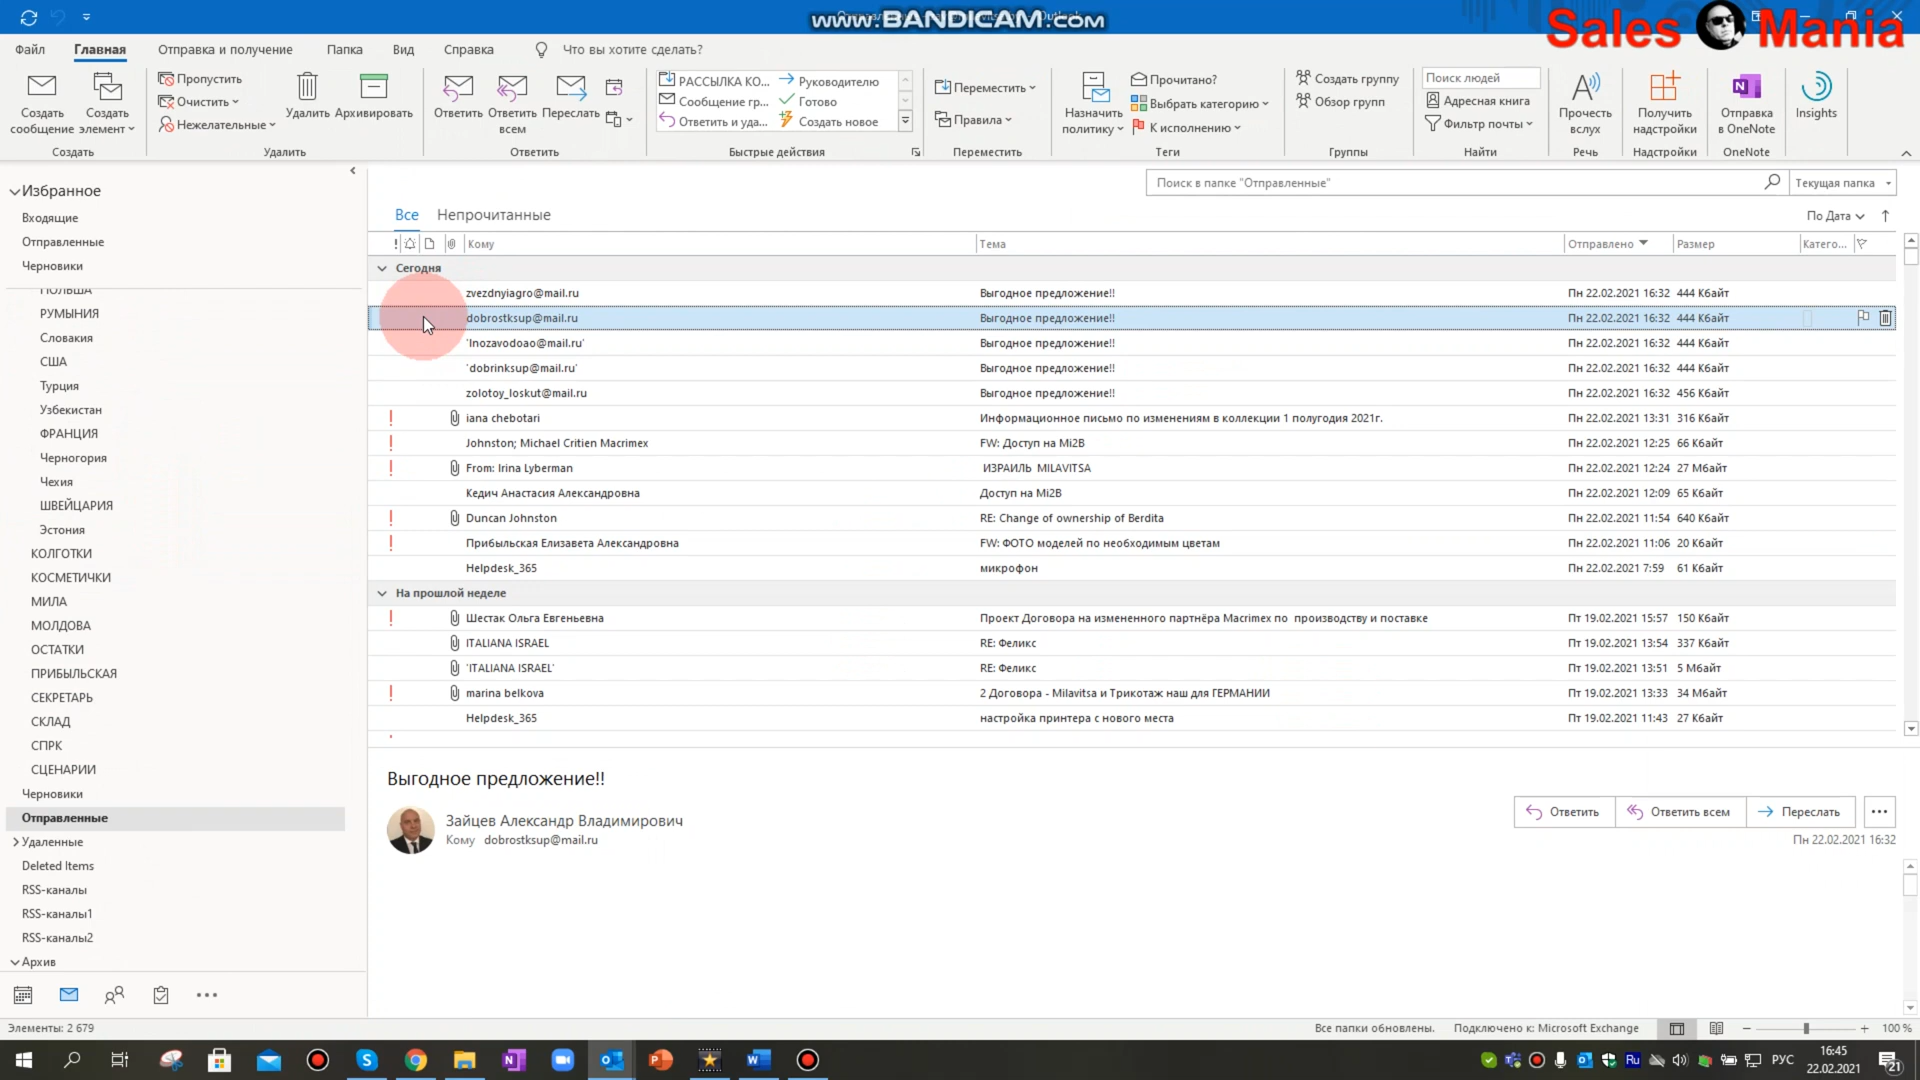 www.BANDICAM.com
Sales Mania
Файл Главная Отправка и получение Папка Вид Справка Что вы хотите сделать?
Создать сообщение
Создать элемент
Пропустить
Очистить
Нежелательные
Удалить Архивировать
Ответить Ответить всем Переслать
РАССЫЛКА КО... Руководителю
Сообщение гр... Готово
Ответить и уда... Создать новое
Переместить
Правила
Назначить политику
Прочитано?
Выбрать категорию
К исполнению
Создать группу
Обзор групп
Поиск людей
Адресная книга
Фильтр почты
Прочесть вслух
Получить надстройки
Отправка в OneNote
Insights
Создать Удалить Ответить Быстрые действия Переместить Теги Группы Найти Речь Надстройки OneNote
Избранное
Входящие
Отправленные
Черновики
ПОЛЬША
РУМЫНИЯ
Словакия
США
Турция
Узбекистан
ФРАНЦИЯ
Черногория
Чехия
ШВЕЙЦАРИЯ
Эстония
КОЛГОТКИ
КОСМЕТИЧКИ
МИЛА
МОЛДОВА
ОСТАТКИ
ПРИБЫЛЬСКАЯ
СЕКРЕТАРЬ
СКЛАД
СПРК
СЦЕНАРИИ
Черновики
Отправленные
Удаленные
Deleted Items
RSS-каналы
RSS-каналы1
RSS-каналы2
Архив
Поиск в папке "Отправленные" Текущая папка
Все Непрочитанные По Дата
! Кому Тема Отправлено Размер Катего...
Сегодня
zvezdnyiagro@mail.ru Выгодное предложение!! Пн 22.02.2021 16:32 444 Кбайт
dobrostksup@mail.ru Выгодное предложение!! Пн 22.02.2021 16:32 444 Кбайт
'lnozavodoao@mail.ru' Выгодное предложение!! Пн 22.02.2021 16:32 444 Кбайт
'dobrinksup@mail.ru' Выгодное предложение!! Пн 22.02.2021 16:32 444 Кбайт
zolotoy_loskut@mail.ru Выгодное предложение!! Пн 22.02.2021 16:32 456 Кбайт
! iana chebotari Информационное письмо по изменениям в коллекции 1 полугодия 2021г. Пн 22.02.2021 13:31 316 Кбайт
! Johnston; Michael Critien Macrimex FW: Доступ на Mi2B Пн 22.02.2021 12:25 66 Кбайт
! From: Irina Lyberman ИЗРАИЛЬ MILAVITSA Пн 22.02.2021 12:24 27 Мбайт
Кедич Анастасия Александровна Доступ на Mi2B Пн 22.02.2021 12:09 65 Кбайт
! Duncan Johnston RE: Change of ownership of Berdita Пн 22.02.2021 11:54 640 Кбайт
! Прибыльская Елизавета Александровна FW: ФОТО моделей по необходимым цветам Пн 22.02.2021 11:06 20 Кбайт
Helpdesk_365 микрофон Пн 22.02.2021 7:59 61 Кбайт
На прошлой неделе
! Шестак Ольга Евгеньевна Проект Договора на измененного партнёра Macrimex по производству и поставке Пт 19.02.2021 15:57 150 Кбайт
ITALIANA ISRAEL RE: Феликс Пт 19.02.2021 13:54 337 Кбайт
'ITALIANA ISRAEL' RE: Феликс Пт 19.02.2021 13:51 5 Мбайт
! marina belkova 2 Договора - Milavitsa и Трикотаж наш для ГЕРМАНИИ Пт 19.02.2021 13:33 34 Мбайт
Helpdesk_365 настройка принтера с нового места Пт 19.02.2021 11:43 27 Кбайт
Выгодное предложение!!
Зайцев Александр Владимирович
Кому dobrostksup@mail.ru
Ответить Ответить всем Переслать
Пн 22.02.2021 16:32
Элементы: 2 679 Все папки обновлены. Подключено к: Microsoft Exchange 100 %
Ru РУС 16:45
22.02.2021
21